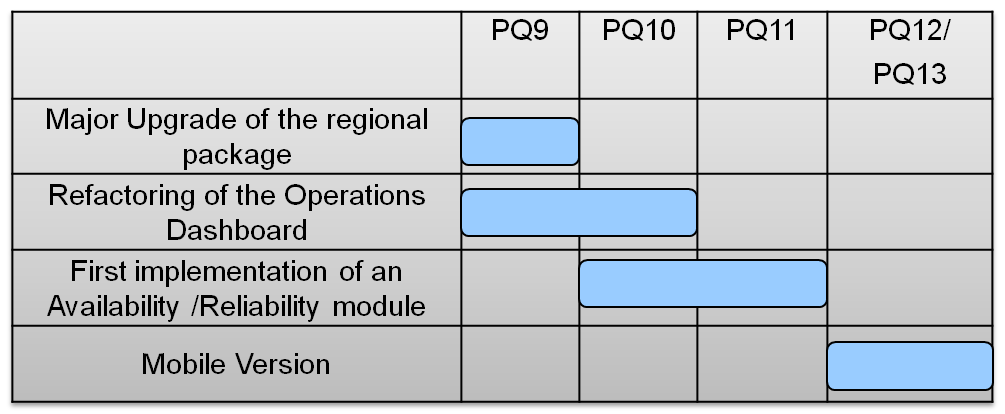 PQ9 PQ10 PQ11 PQ12/
PQ13
Major Upgrade of the regional
package
Refactoring of the Operations
Dashboard
First implementation of an
Availability /Reliability module
Mobile Version